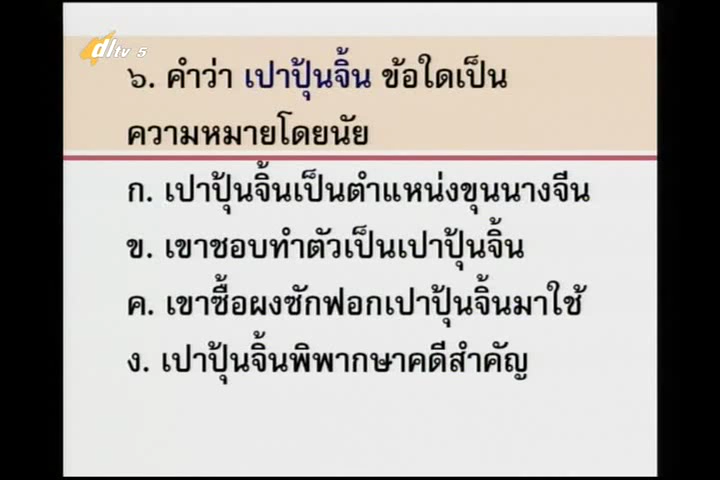 dltv 5
๖. คำว่า เปาปุ้นจิ้น ข้อใดเป็น
ความหมายโดยนัย
ก. เปาปุ้นจิ้นเป็นตำแหน่งขุนนางจีน
ข. เขาชอบทำตัวเป็นเปาปุ้นจิ้น
ค. เขาซื้อผงซักฟอกเปาปุ้นจิ้นมาใช้
ง. เปาปุ้นจิ้นพิพากษาคดีสำคัญ